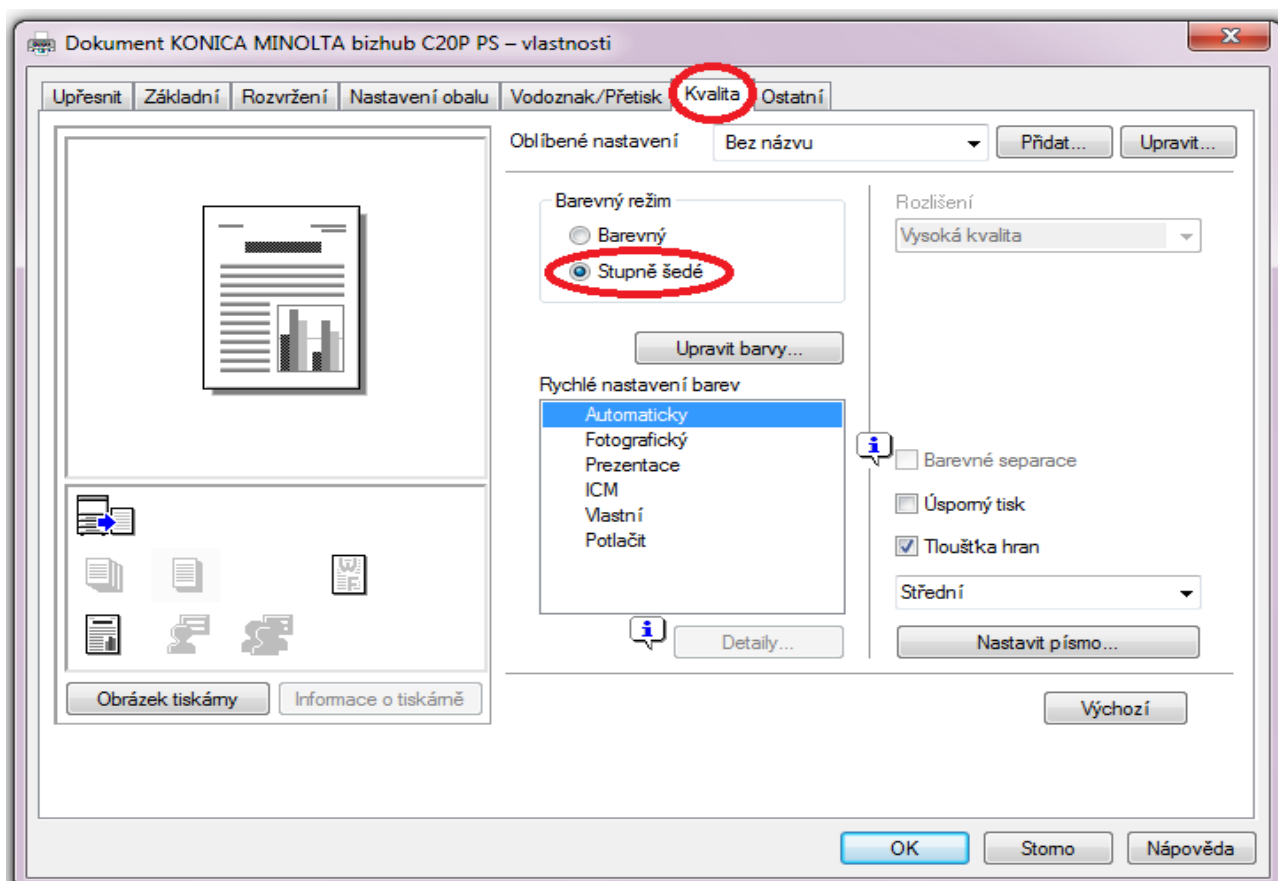 Dokument KONICA MINOLTA bizhub C20P PS – vlastnosti
Upřesnit Základní Rozvržení Nastavení obalu Vodoznak/Přetisk Kvalita Ostatní
Oblíbené nastavení Bez názvu Přidat... Upravit...
Barevný režim
Barevný
Stupně šedé
Upravit barvy...
Rychlé nastavení barev
Automaticky
Fotografický
Prezentace
ICM
Vlastní
Potlačit
Detaily...
Rozlišení
Vysoká kvalita
Barevné separace
Úsporný tisk
Tloušťka hran
Střední
Nastavit písmo...
Obrázek tiskárny Informace o tiskárně
Výchozí
OK Storno Nápověda